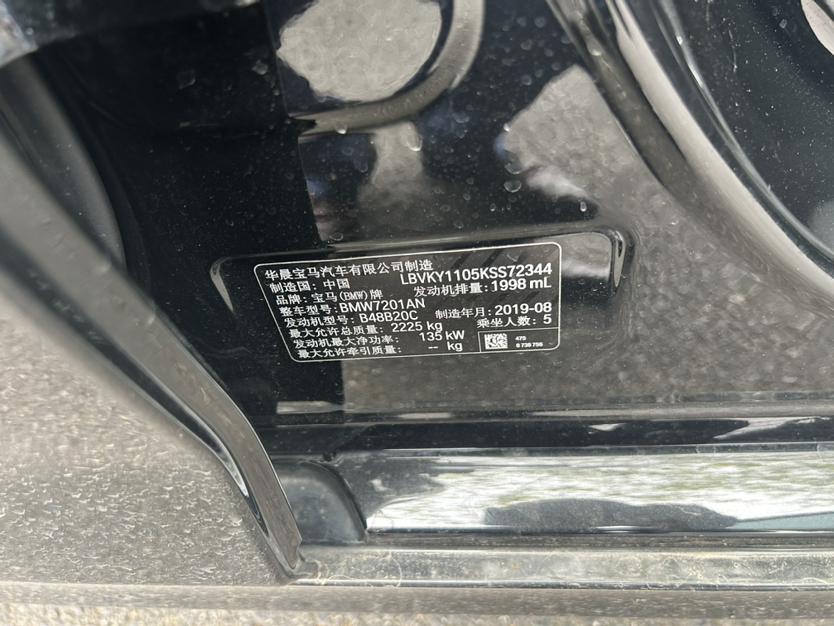 华晨宝马汽车有限公司制造
制造国：中国 LBVKY1105KSS72344
品牌：宝马(BMW)牌 发动机排量：1998 mL
整车型号：BMW7201AN
发动机型号：B48B20C 制造年月：2019-08
最大允许总质量：2225 kg 乘坐人数：5
发动机最大净功率：135 kW
最大允许牵引质量：-- kg
475